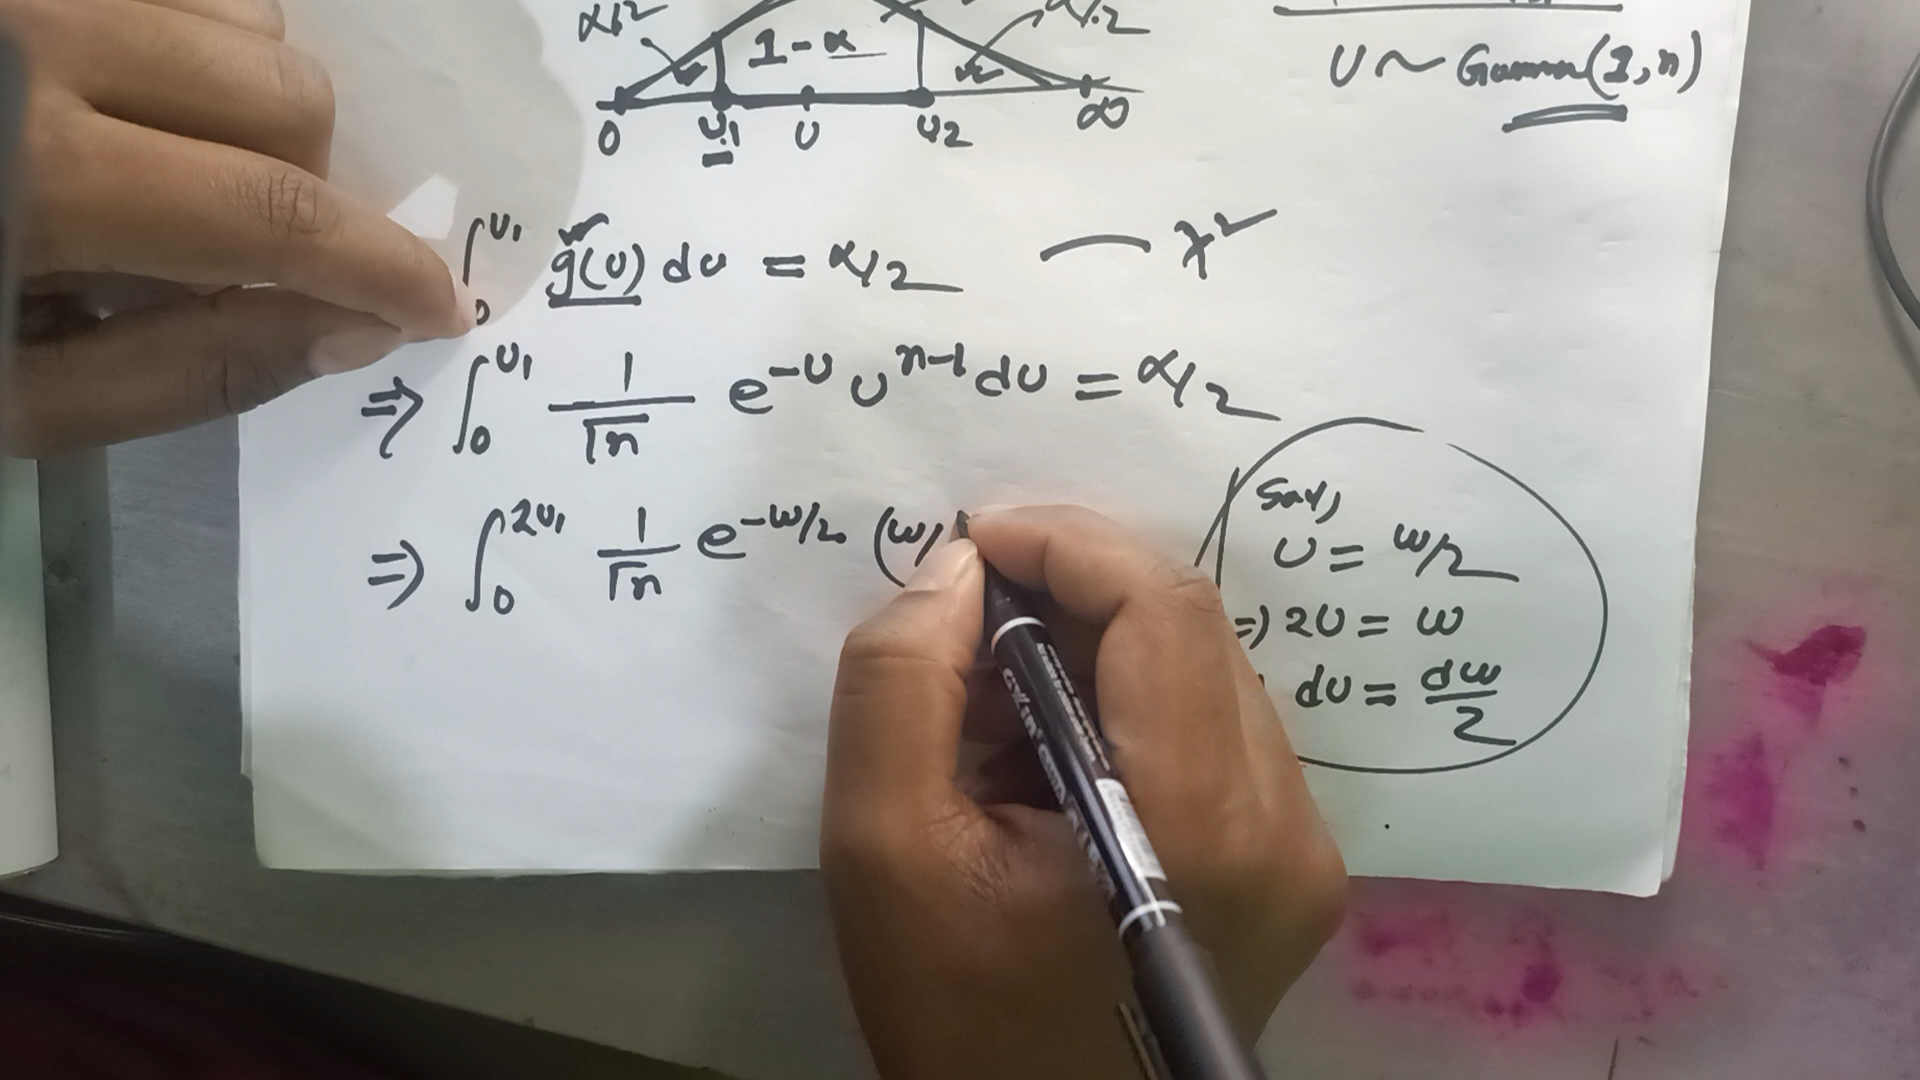 α/2
α/2
1-α
U ~ Gamma(1,n)
0 u₁ U u₂ ∞
∫₀^{U₁} g(U) dU = α/2 — χ²
⇒ ∫₀^{U₁} 1/Γn e^{-U} U^{n-1} dU = α/2
⇒ ∫₀^{2U₁} 1/Γn e^{-w/2} (w/
Say,
U = w/2
⇒ 2U = w
dU = dw/2